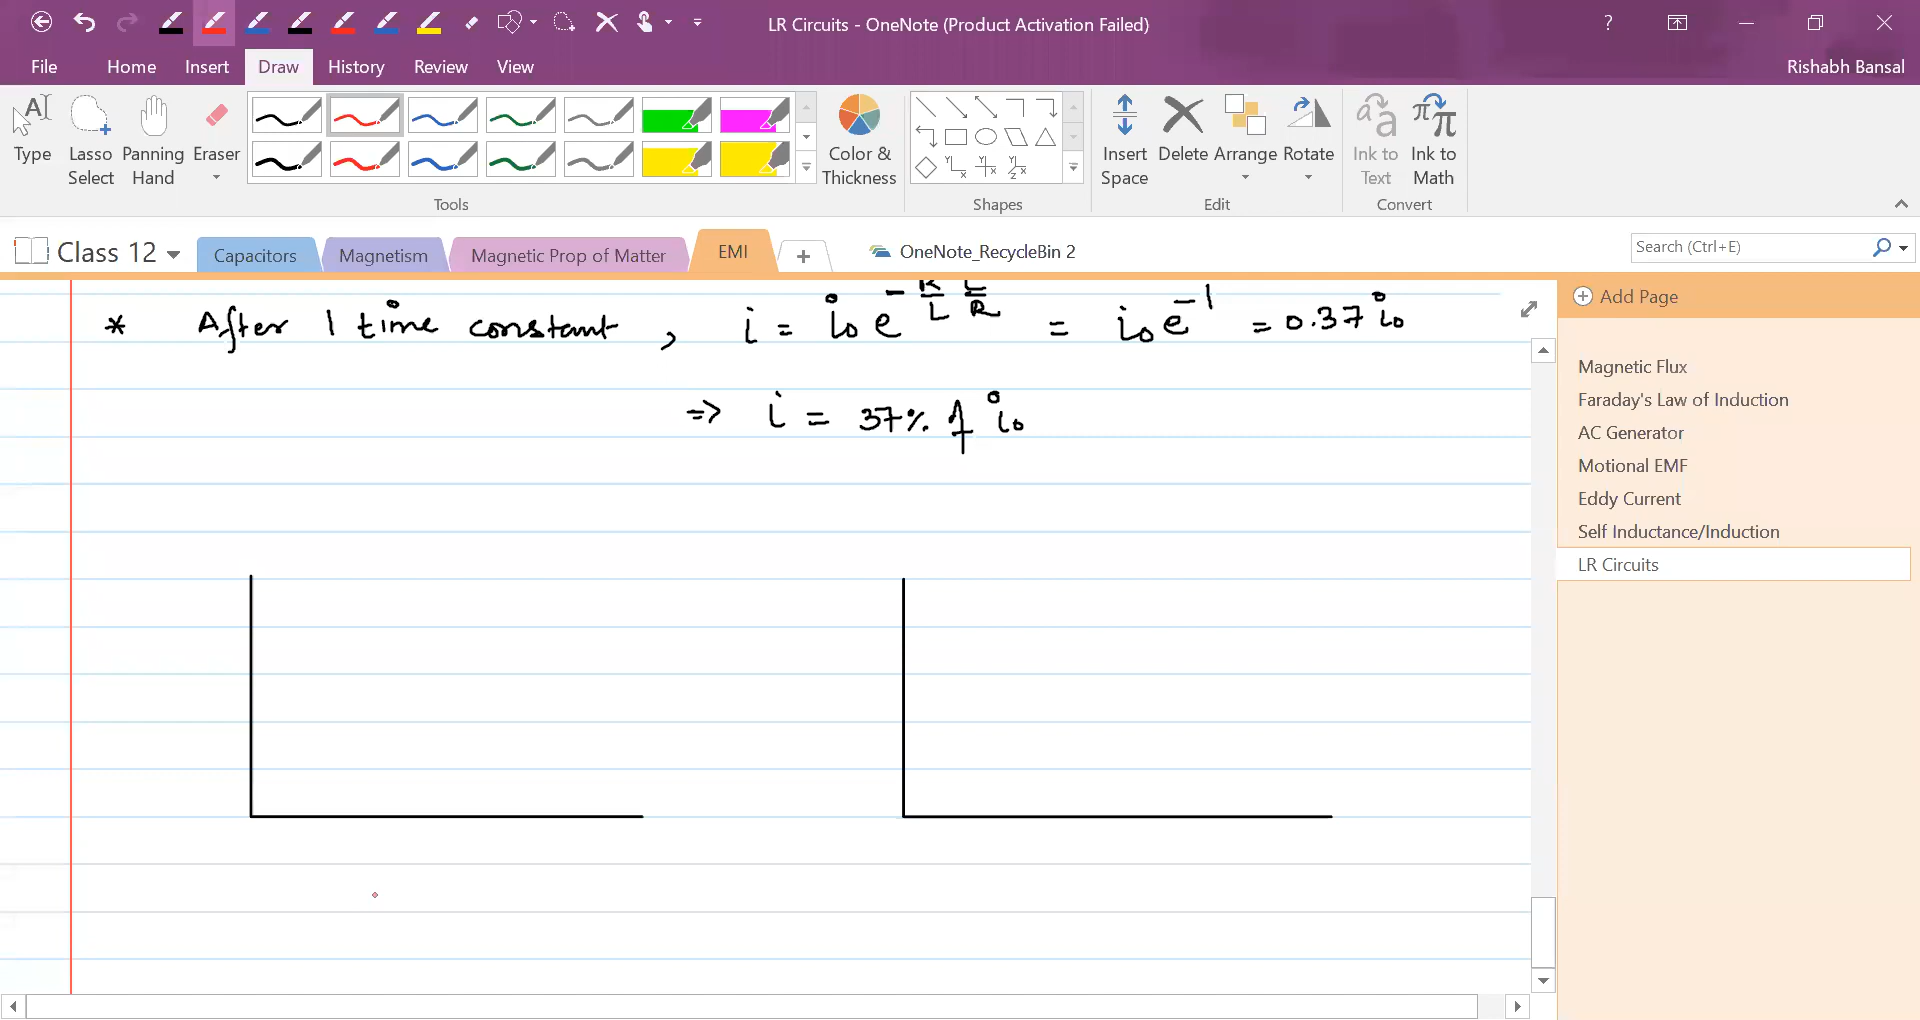 LR Circuits - OneNote (Product Activation Failed)
?
File Home Insert Draw History Review View
Rishabh Bansal
Type
Lasso Select
Panning Hand
Eraser
Color & Thickness
Insert Space
Delete
Arrange
Rotate
Ink to Text
Ink to Math
Tools
Shapes
Edit
Convert
Class 12
Capacitors
Magnetism
Magnetic Prop of Matter
EMI
+
OneNote_RecycleBin 2
Search (Ctrl+E)
Add Page
Magnetic Flux
Faraday's Law of Induction
AC Generator
Motional EMF
Eddy Current
Self Inductance/Induction
LR Circuits
* After 1 time constant , i = i₀ e^(-R/L L/R) = i₀ e^-1 = 0.37 i₀
=> i = 37% of i₀